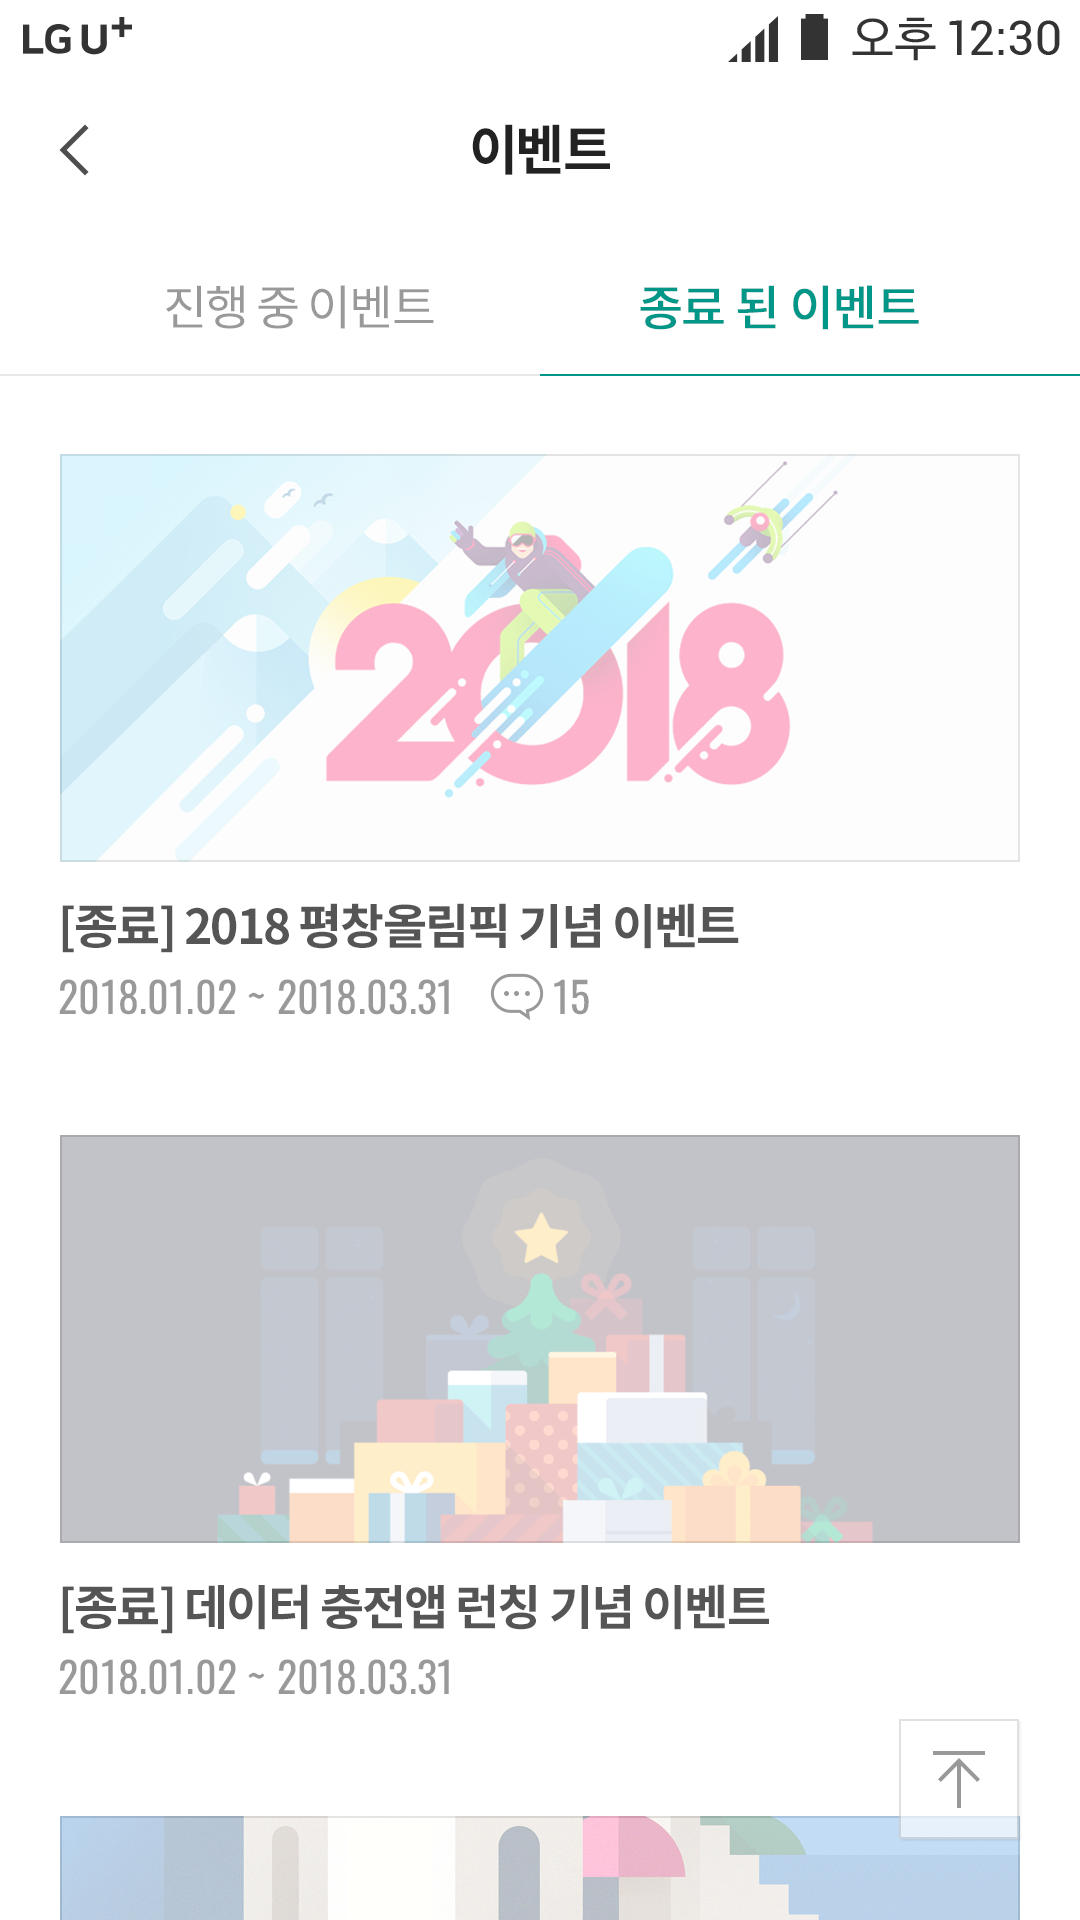 LG U+ 오후 12:30
이벤트
진행 중 이벤트 종료 된 이벤트
2018
[종료] 2018 평창올림픽 기념 이벤트
2018.01.02 ~ 2018.03.31 15
[종료] 데이터 충전앱 런칭 기념 이벤트
2018.01.02 ~ 2018.03.31